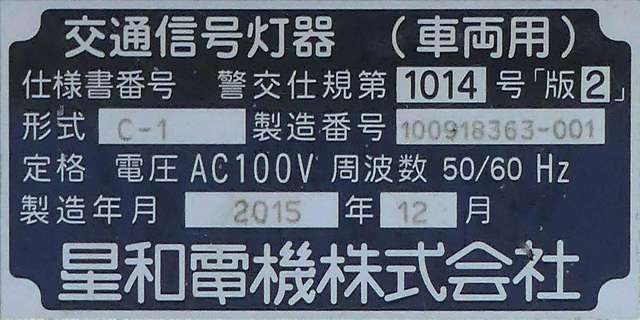 交通信号灯器 (車両用)
仕様書番号 警交仕規第 1014 号「版2」
形式 C-1 製造番号 100918363-001
定格 電圧 AC100V 周波数 50/60 Hz
製造年月 2015 年 12 月
星和電機株式会社